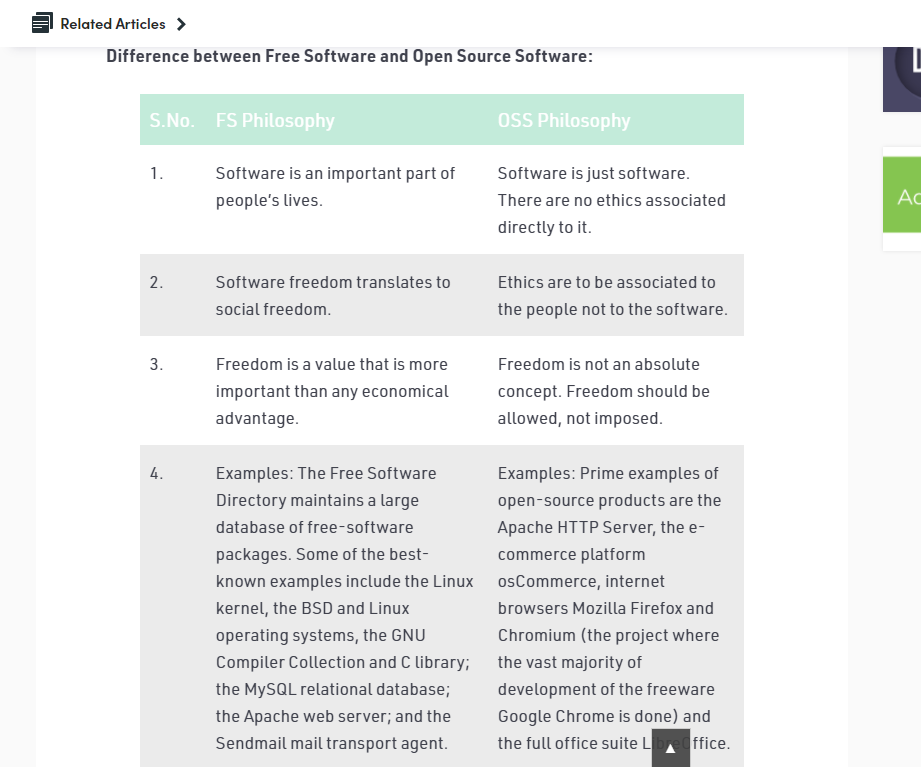 Related Articles
Difference between Free Software and Open Source Software:
S.No. FS Philosophy OSS Philosophy
1. Software is an important part of people's lives. Software is just software. There are no ethics associated directly to it.
2. Software freedom translates to social freedom. Ethics are to be associated to the people not to the software.
3. Freedom is a value that is more important than any economical advantage. Freedom is not an absolute concept. Freedom should be allowed, not imposed.
4. Examples: The Free Software Directory maintains a large database of free-software packages. Some of the best-known examples include the Linux kernel, the BSD and Linux operating systems, the GNU Compiler Collection and C library; the MySQL relational database; the Apache web server; and the Sendmail mail transport agent. Examples: Prime examples of open-source products are the Apache HTTP Server, the e-commerce platform osCommerce, internet browsers Mozilla Firefox and Chromium (the project where the vast majority of development of the freeware Google Chrome is done) and the full office suite LibreOffice.